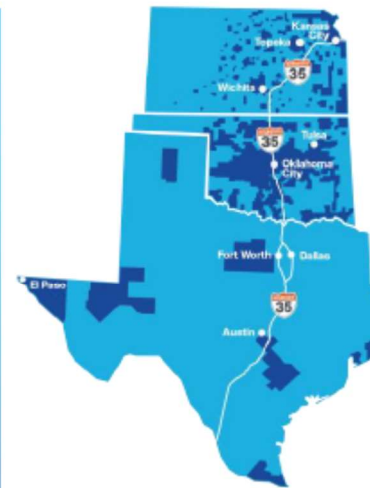 Kansas
City
Topeka
35
Wichita
35
Tulsa
Oklahoma
City
Fort Worth
Dallas
El Paso
35
Austin